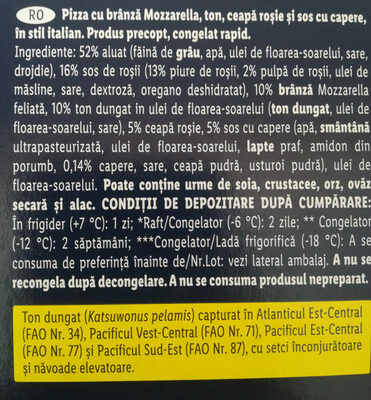 RO Pizza cu brânză Mozzarella, ton, ceapă roșie și sos cu capere,
în stil italian. Produs precopt, congelat rapid.
Ingrediente: 52% aluat (făină de grâu, apă, ulei de floarea-soarelui, sare,
drojdie), 16% sos de roșii (13% piure de roșii, 2% pulpă de roșii, ulei de
măsline, sare, dextroză, oregano deshidratat), 10% brânză Mozzarella
feliată, 10% ton dungat in ulei de floarea-soarelui (ton dungat, ulei de
floarea-soarelui, sare), 5% ceapă roșie, 5% sos cu capere (apă, smântână
ultrapasteurizată, ulei de floarea-soarelui, lapte praf, amidon din
porumb, 0,14% capere, sare, ceapă pudră, usturoi pudră), ulei de
floarea-soarelui. Poate conține urme de soia, crustacee, orz, ovăz
secară și alac. CONDIȚII DE DEPOZITARE DUPĂ CUMPĂRARE:
În frigider (+7 °C): 1 zi; *Raft/Congelator (-6 °C): 2 zile; ** Congelator
(-12 °C): 2 săptămâni; ***Congelator/Ladă frigorifică (-18 °C): A se
consuma de preferință înainte de/Nr.Lot: vezi lateral ambalaj. A nu se
recongela după decongelare. A nu se consuma produsul nepreparat.
Ton dungat (Katsuwonus pelamis) capturat în Atlanticul Est-Central
(FAO Nr. 34), Pacificul Vest-Central (FAO Nr. 71), Pacificul Est-Central
(FAO Nr. 77) și Pacificul Sud-Est (FAO Nr. 87), cu setci înconjurătoare
și năvoade elevatoare.